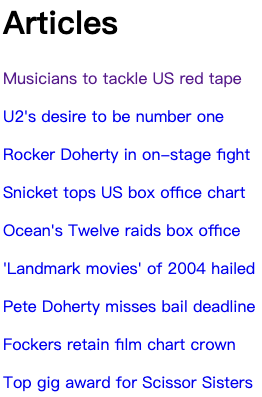 Articles
Musicians to tackle US red tape
U2's desire to be number one
Rocker Doherty in on-stage fight
Snicket tops US box office chart
Ocean's Twelve raids box office
'Landmark movies' of 2004 hailed
Pete Doherty misses bail deadline
Fockers retain film chart crown
Top gig award for Scissor Sisters